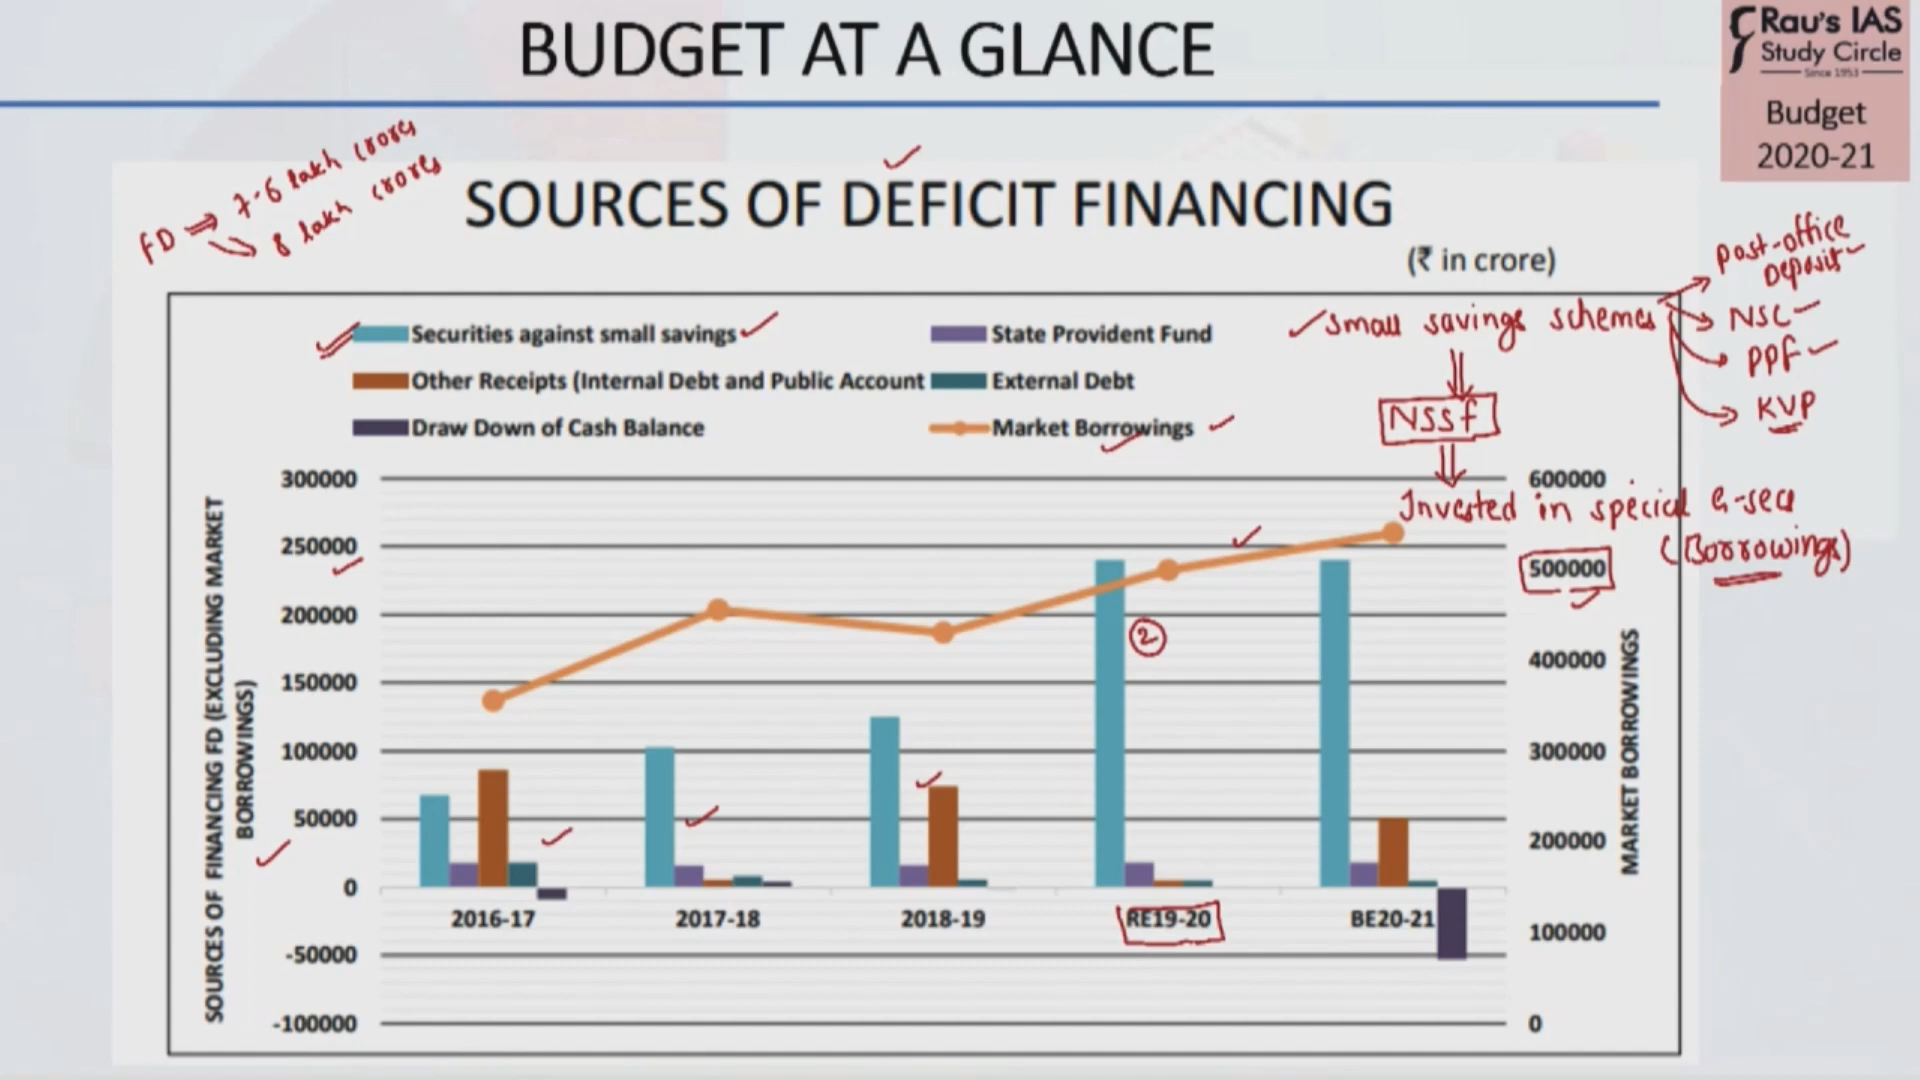 BUDGET AT A GLANCE
Rau's IAS
Study Circle
Since 1953
Budget
2020-21
FD ⇒ 7.6 lakh crores
8 lakh crores
SOURCES OF DEFICIT FINANCING
(₹ in crore)
Securities against small savings
State Provident Fund
Other Receipts (Internal Debt and Public Account
External Debt
Draw Down of Cash Balance
Market Borrowings
small savings schemes
Post-office
Deposit
NSC
PPF
KVP
NSSF
Invested in special G-secs
(Borrowings)
SOURCES OF FINANCING FD (EXCLUDING MARKET
BORROWINGS)
300000
250000
200000
150000
100000
50000
0
-50000
-100000
2
2016-17
2017-18
2018-19
RE19-20
BE20-21
600000
500000
400000
300000
200000
100000
0
MARKET BORROWINGS